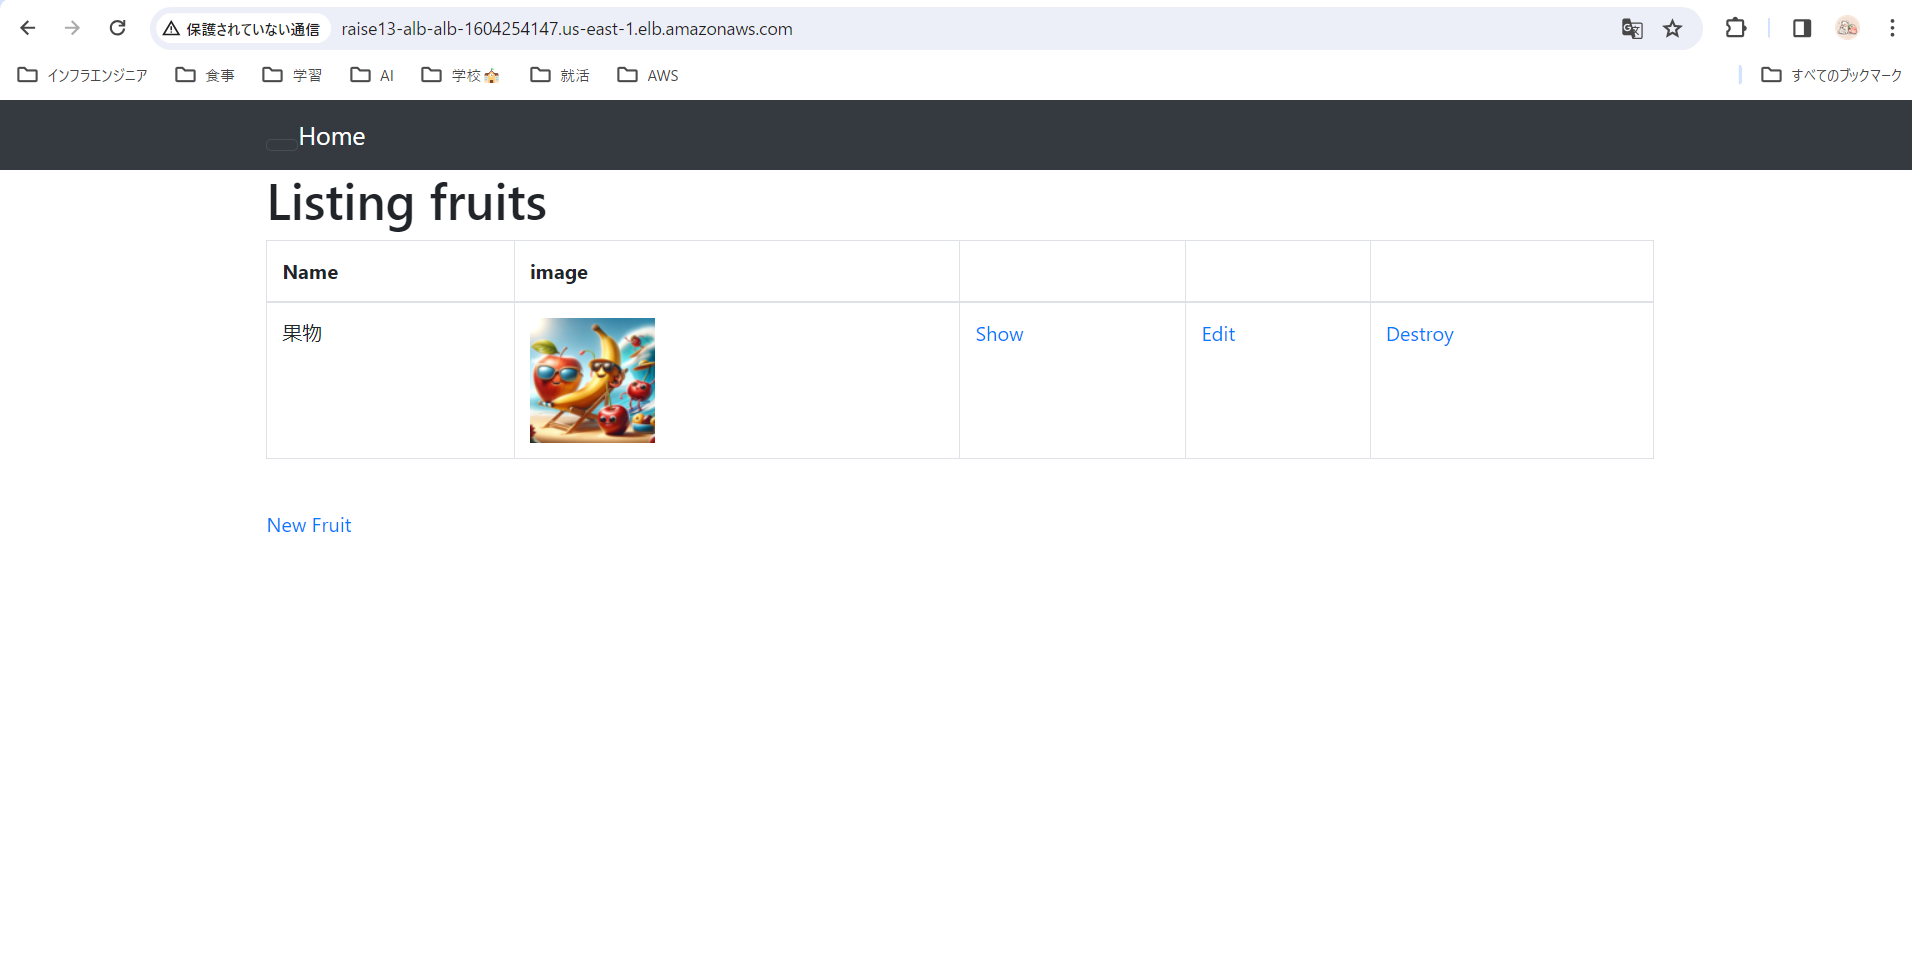 保護されていない通信 raise13-alb-alb-1604254147.us-east-1.elb.amazonaws.com
インフラエンジニア 食事 学習 AI 学校 就活 AWS すべてのブックマーク
Home
Listing fruits
Name image
果物 Show Edit Destroy
New Fruit